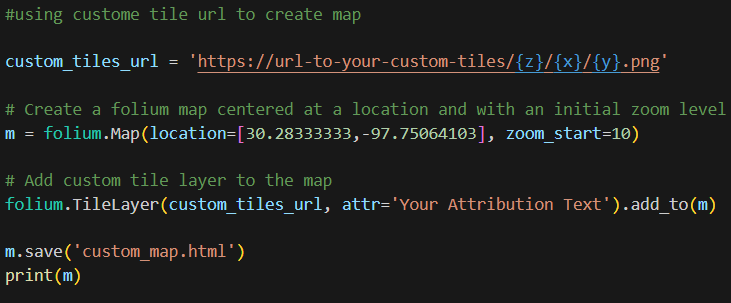 #using custome tile url to create map
custom_tiles_url = 'https://url-to-your-custom-tiles/{z}/{x}/{y}.png'
# Create a folium map centered at a location and with an initial zoom level
m = folium.Map(location=[30.28333333,-97.75064103], zoom_start=10)
# Add custom tile layer to the map
folium.TileLayer(custom_tiles_url, attr='Your Attribution Text').add_to(m)
m.save('custom_map.html')
print(m)